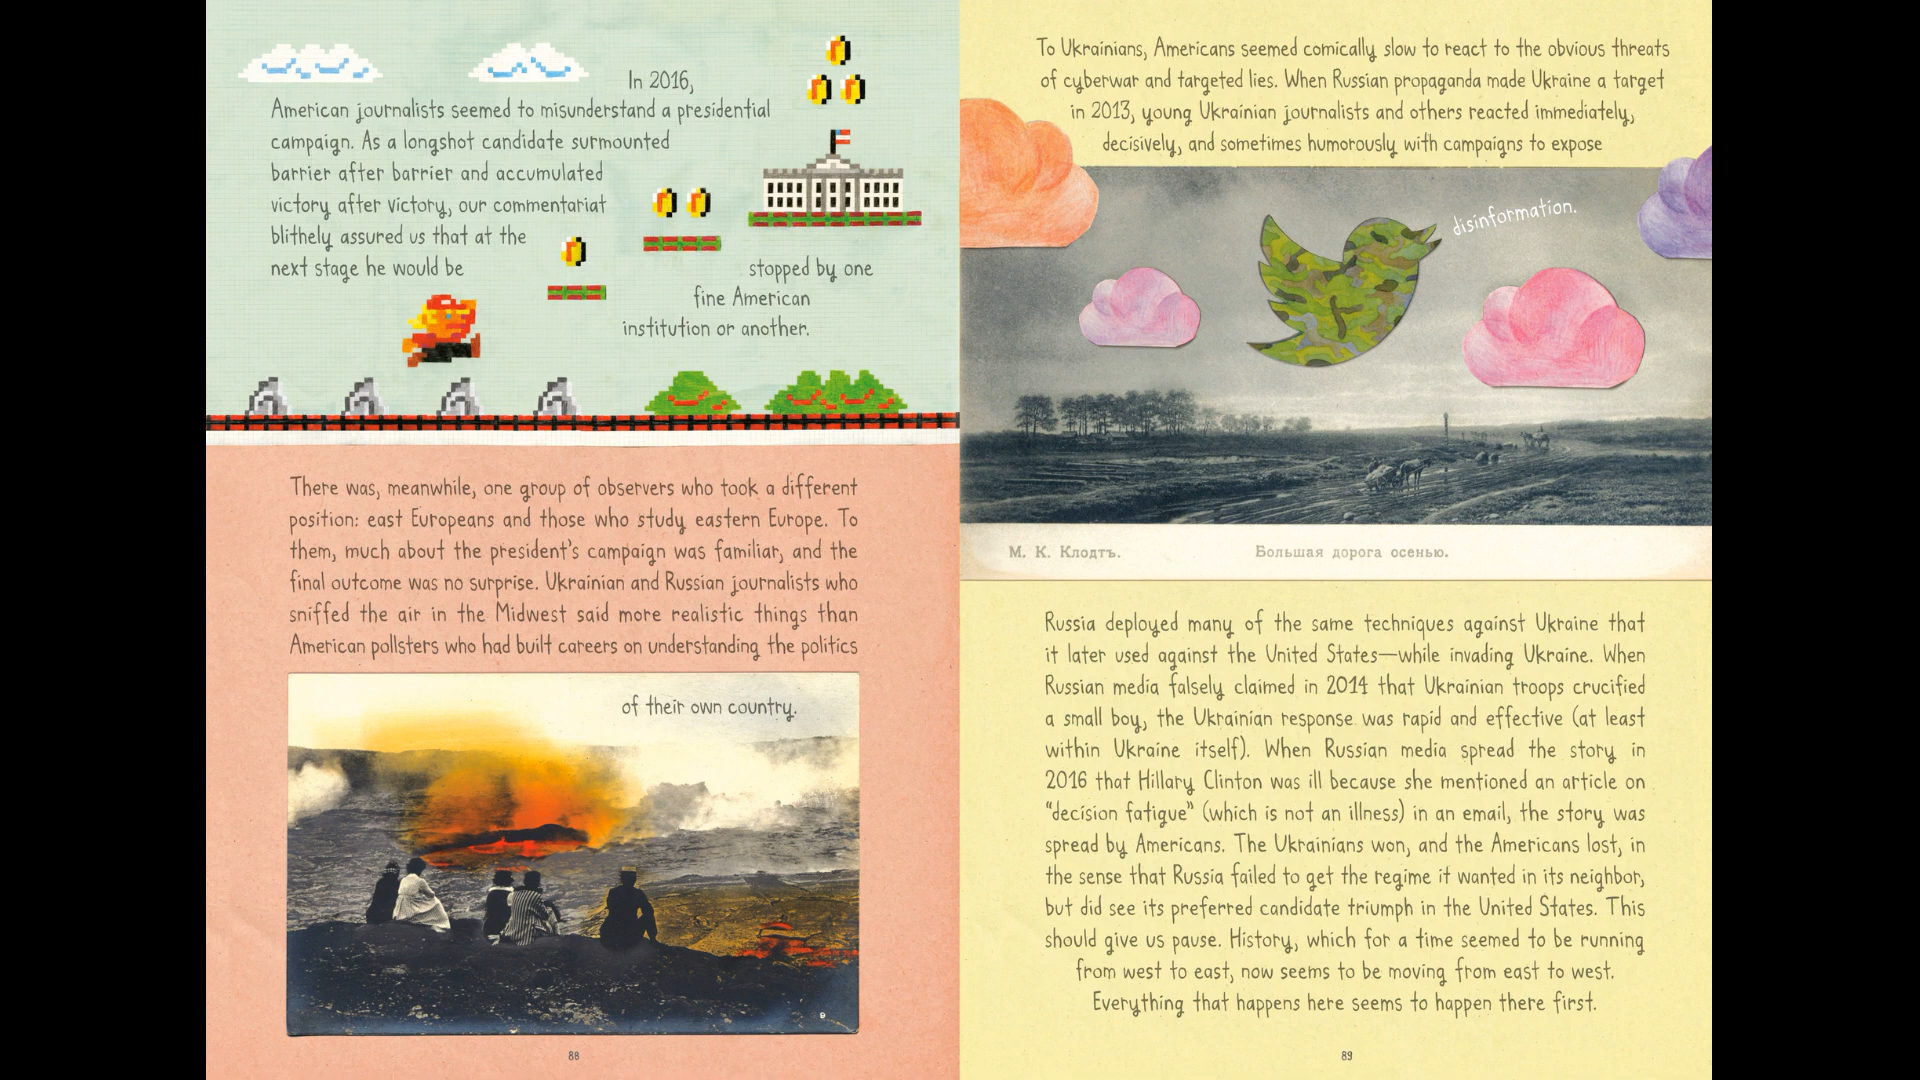 In 2016,
American journalists seemed to misunderstand a presidential
campaign. As a longshot candidate surmounted
barrier after barrier and accumulated
victory after victory, our commentariat
blithely assured us that at the
next stage he would be
stopped by one
fine American
institution or another.
There was, meanwhile, one group of observers who took a different
position: east Europeans and those who study eastern Europe. To
them, much about the president's campaign was familiar, and the
final outcome was no surprise. Ukrainian and Russian journalists who
sniffed the air in the Midwest said more realistic things than
American pollsters who had built careers on understanding the politics
of their own country.
9
88
To Ukrainians, Americans seemed comically slow to react to the obvious threats
of cyberwar and targeted lies. When Russian propaganda made Ukraine a target
in 2013, young Ukrainian journalists and others reacted immediately,
decisively, and sometimes humorously with campaigns to expose
disinformation.
М. К. Клодтъ. Большая дорога осенью.
Russia deployed many of the same techniques against Ukraine that
it later used against the United States—while invading Ukraine. When
Russian media falsely claimed in 2014 that Ukrainian troops crucified
a small boy, the Ukrainian response was rapid and effective (at least
within Ukraine itself). When Russian media spread the story in
2016 that Hillary Clinton was ill because she mentioned an article on
“decision fatigue” (which is not an illness) in an email, the story was
spread by Americans. The Ukrainians won, and the Americans lost, in
the sense that Russia failed to get the regime it wanted in its neighbor,
but did see its preferred candidate triumph in the United States. This
should give us pause. History, which for a time seemed to be running
from west to east, now seems to be moving from east to west.
Everything that happens here seems to happen there first.
89